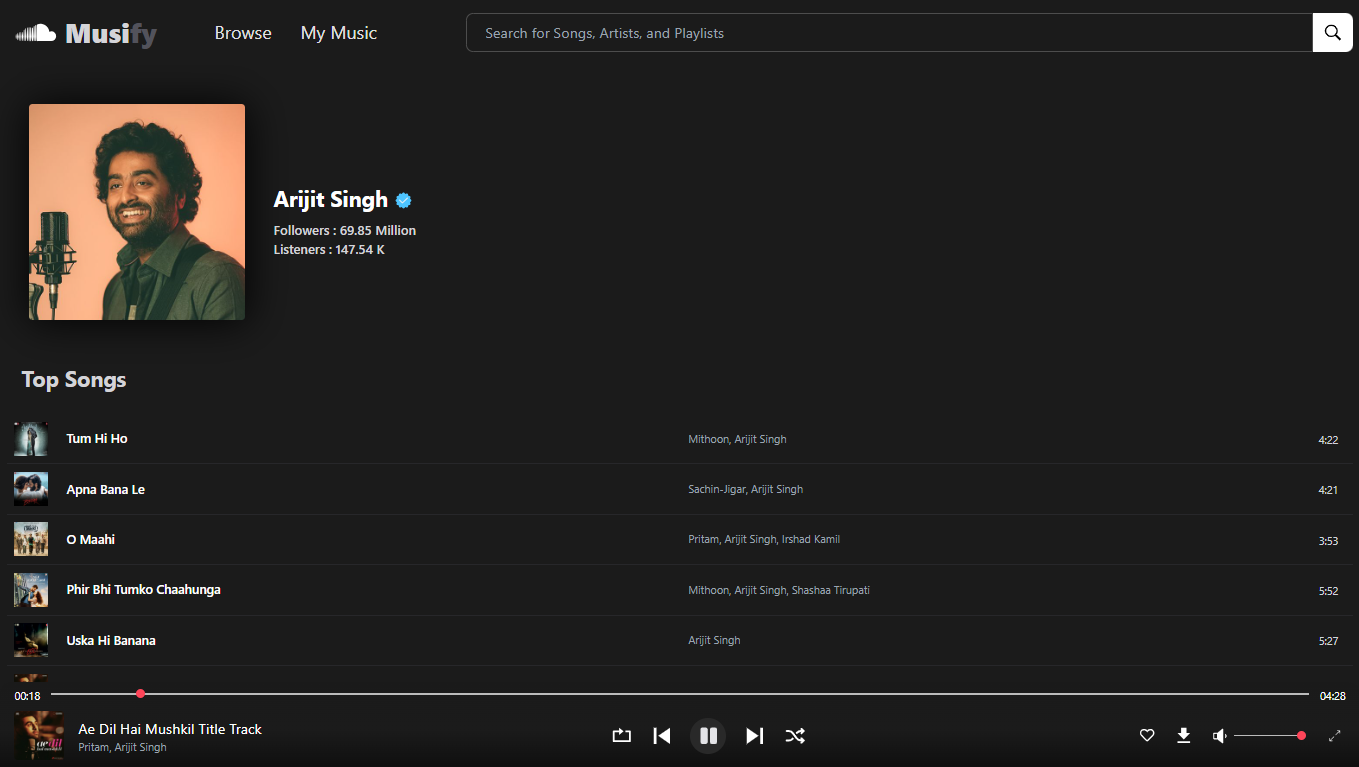 Musify
Browse
My Music
Search for Songs, Artists, and Playlists
Arijit Singh
Followers : 69.85 Million
Listeners : 147.54 K
Top Songs
Tum Hi Ho Mithoon, Arijit Singh 4:22
Apna Bana Le Sachin-Jigar, Arijit Singh 4:21
O Maahi Pritam, Arijit Singh, Irshad Kamil 3:53
Phir Bhi Tumko Chaahunga Mithoon, Arijit Singh, Shashaa Tirupati 5:52
Uska Hi Banana Arijit Singh 5:27
00:18 04:28
Ae Dil Hai Mushkil Title Track
Pritam, Arijit Singh